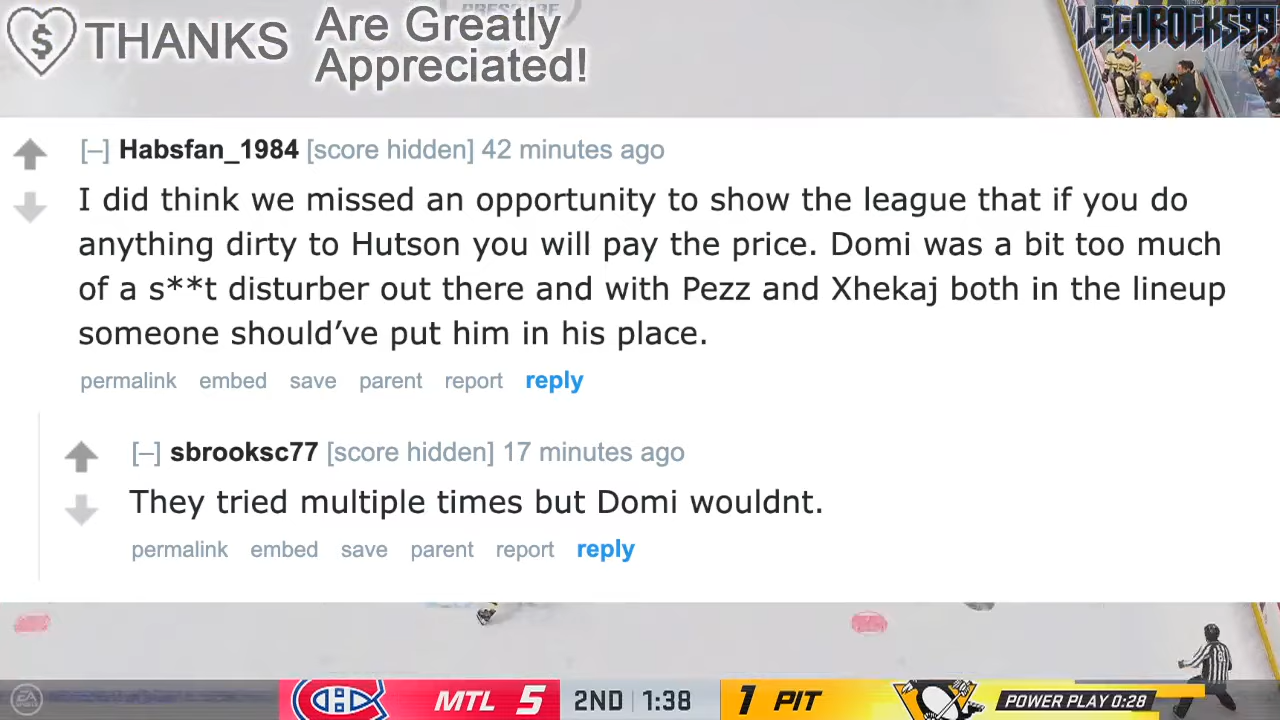 PRESSURE
$ THANKS Are Greatly
Appreciated!
LEGOROCKS99
[–] Habsfan_1984 [score hidden] 42 minutes ago
I did think we missed an opportunity to show the league that if you do
anything dirty to Hutson you will pay the price. Domi was a bit too much
of a s**t disturber out there and with Pezz and Xhekaj both in the lineup
someone should’ve put him in his place.
permalink embed save parent report reply
[–] sbrooksc77 [score hidden] 17 minutes ago
They tried multiple times but Domi wouldnt.
permalink embed save parent report reply
EA
SPORTS
MTL 5 2ND 1:38 1 PIT POWER PLAY 0:28